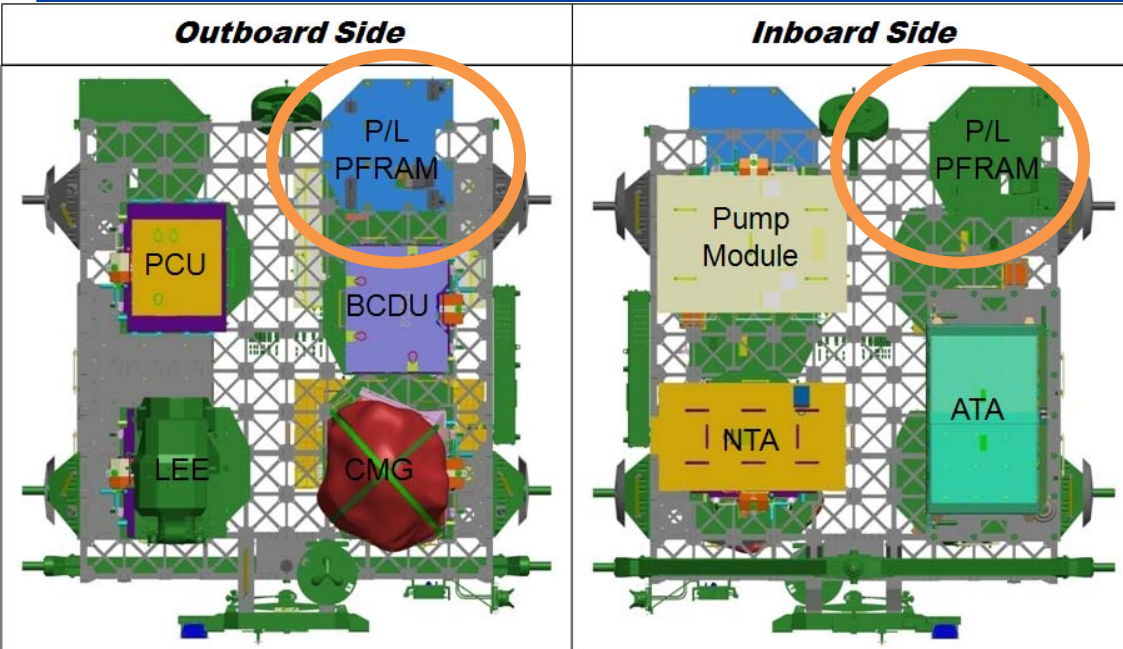 Outboard Side
Inboard Side
P/L
PFRAM
PCU
BCDU
LEE
CMG
P/L
PFRAM
Pump
Module
ATA
NTA